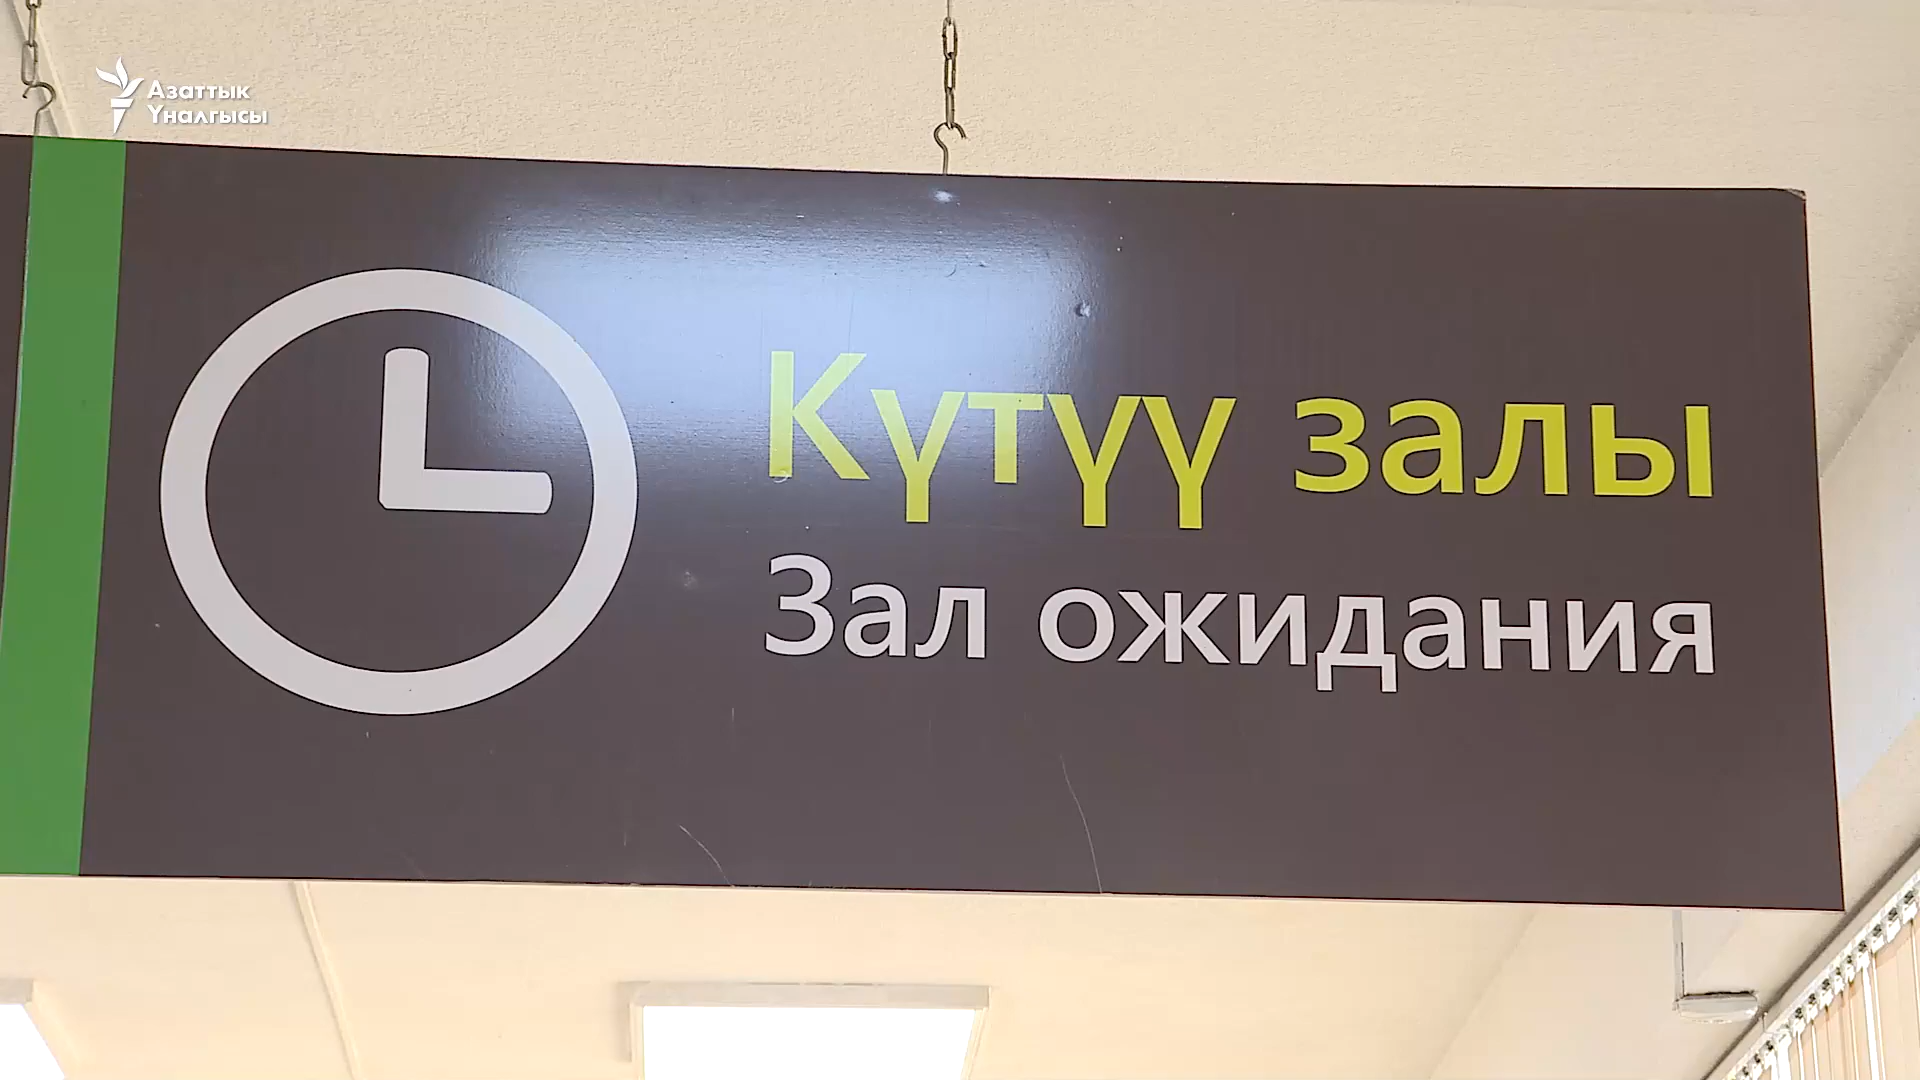 Азаттык
Үналгысы
Күтүү залы
Зал ожидания